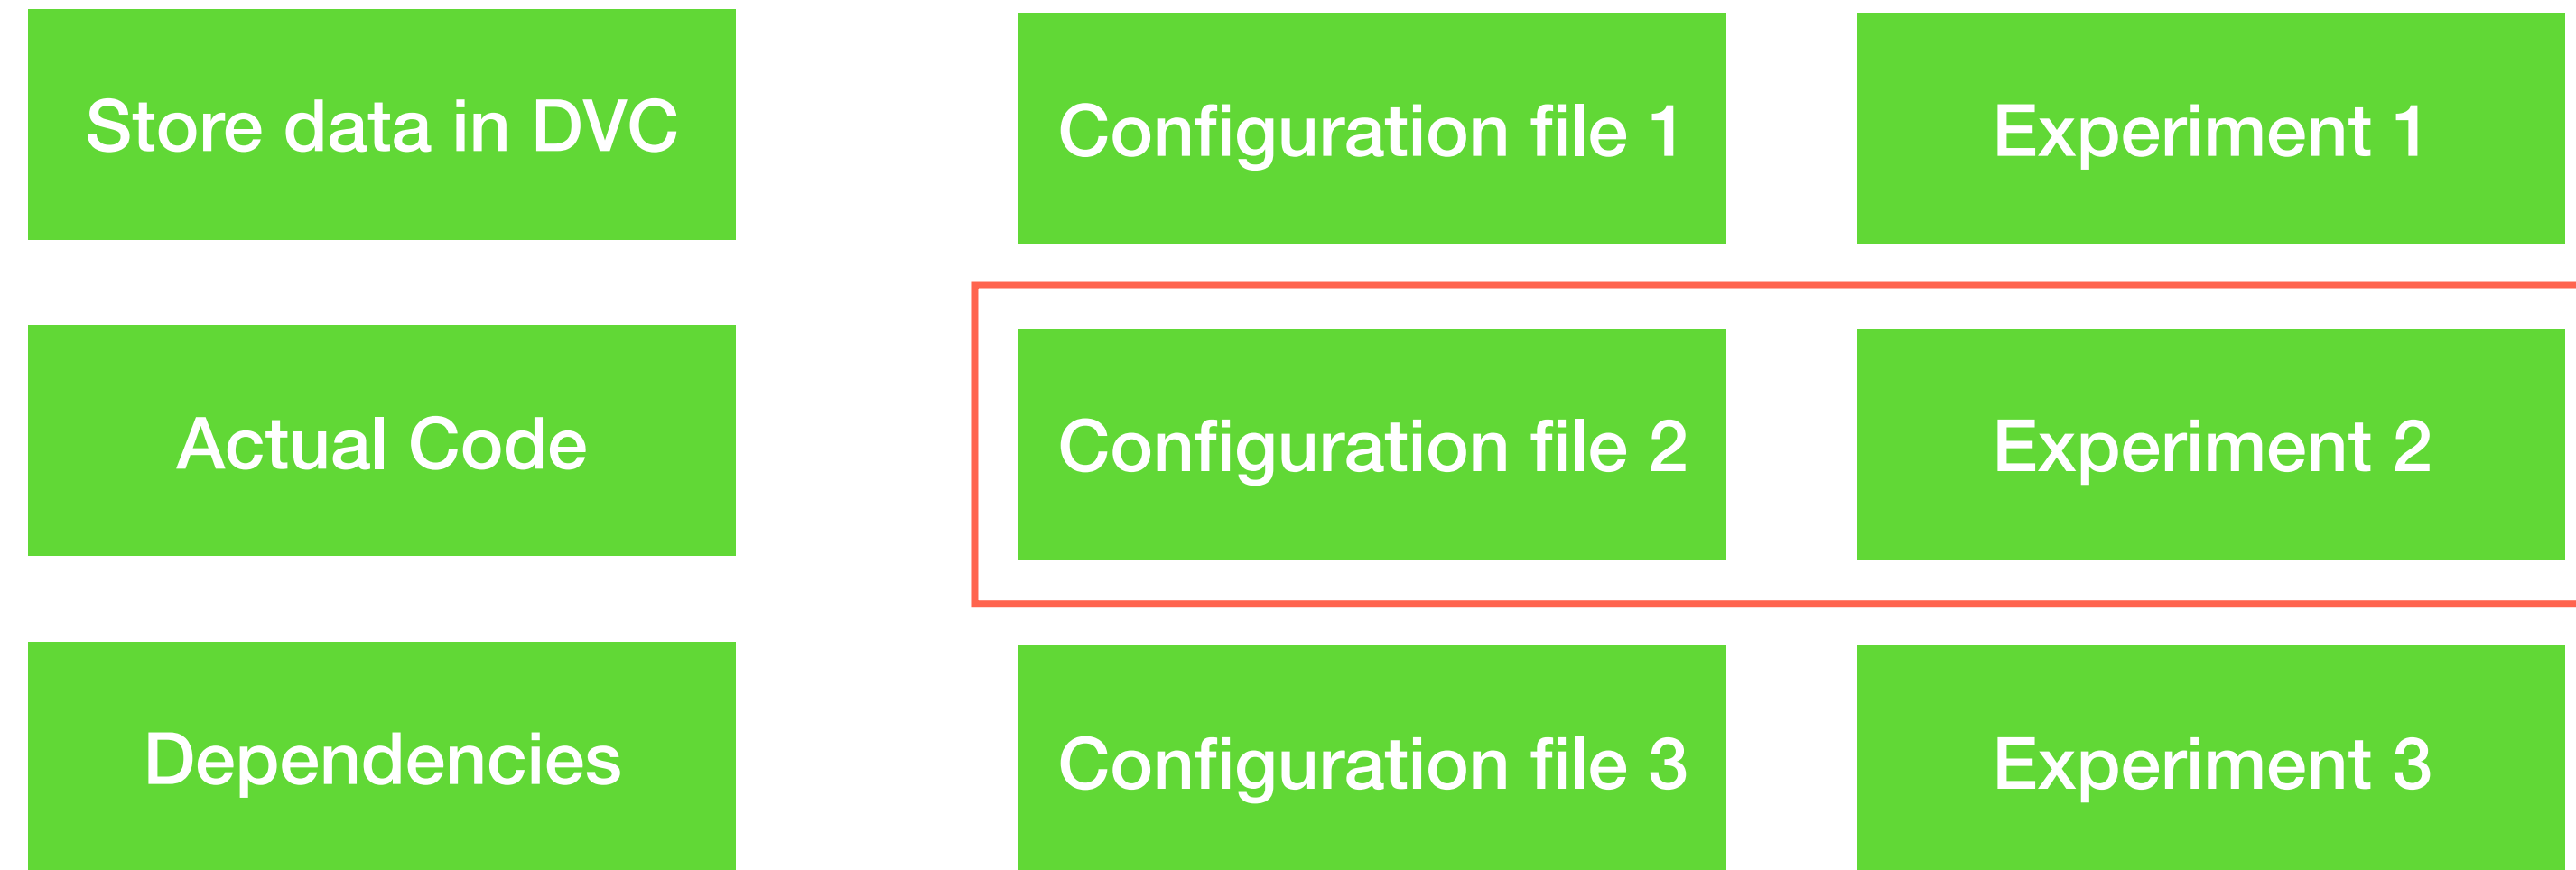 Store data in DVC
Configuration file 1
Experiment 1
Actual Code
Configuration file 2
Experiment 2
Dependencies
Configuration file 3
Experiment 3